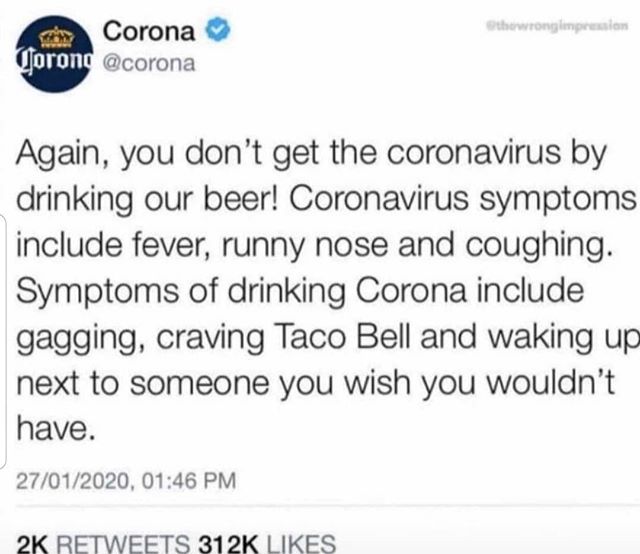 Corona
@thewrongimpression
Corona @corona
Again, you don't get the coronavirus by
drinking our beer! Coronavirus symptoms
include fever, runny nose and coughing.
Symptoms of drinking Corona include
gagging, craving Taco Bell and waking up
next to someone you wish you wouldn't
have.
27/01/2020, 01:46 PM
2K RETWEETS 312K LIKES